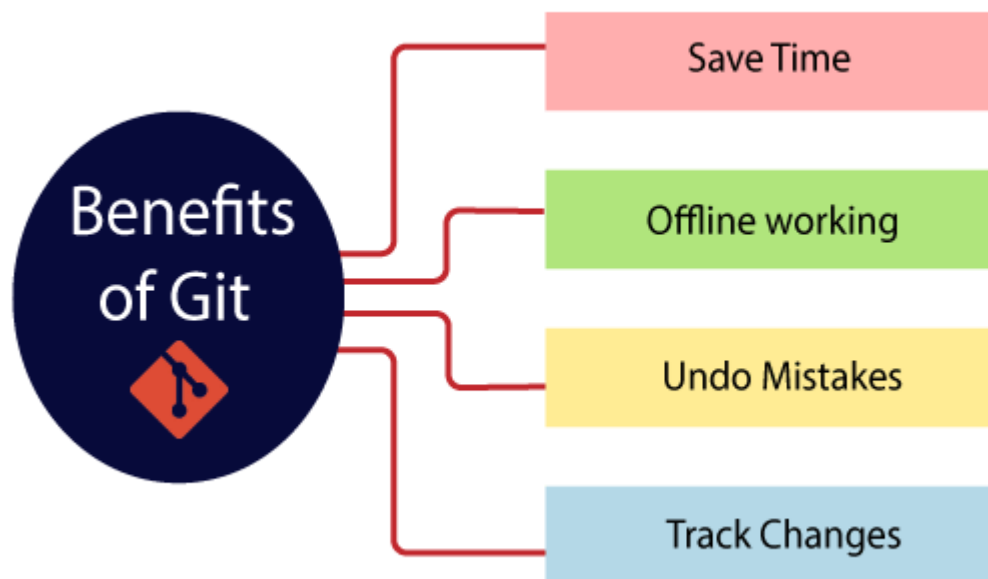 Benefits
of Git
Save Time
Offline working
Undo Mistakes
Track Changes